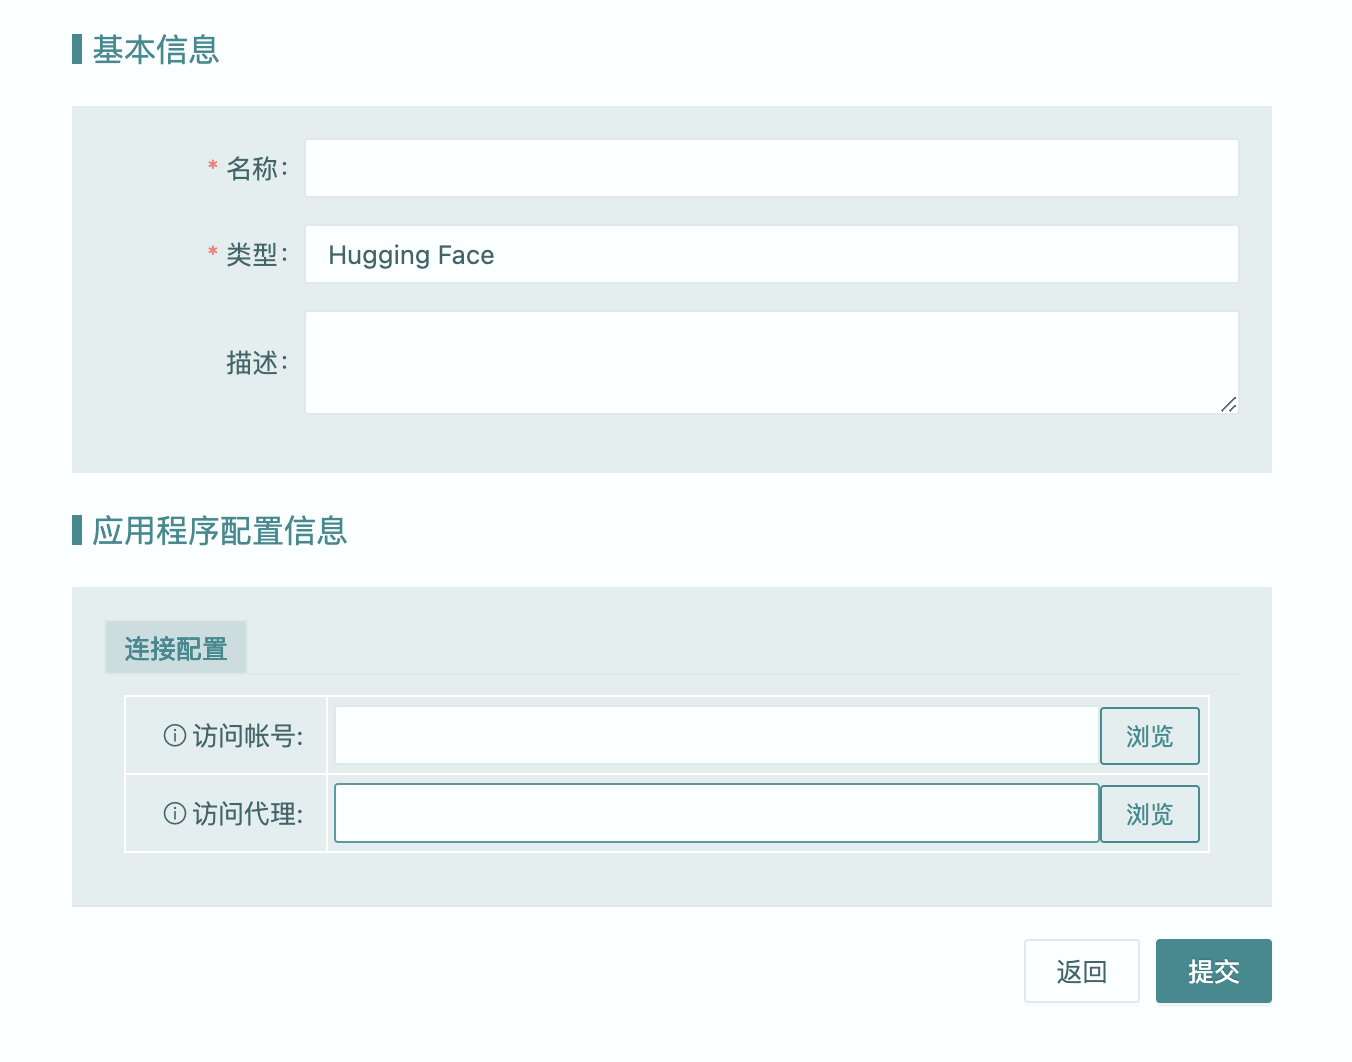 基本信息
* 名称:
* 类型: Hugging Face
描述:
应用程序配置信息
连接配置
访问帐号: 浏览
访问代理: 浏览
返回 提交